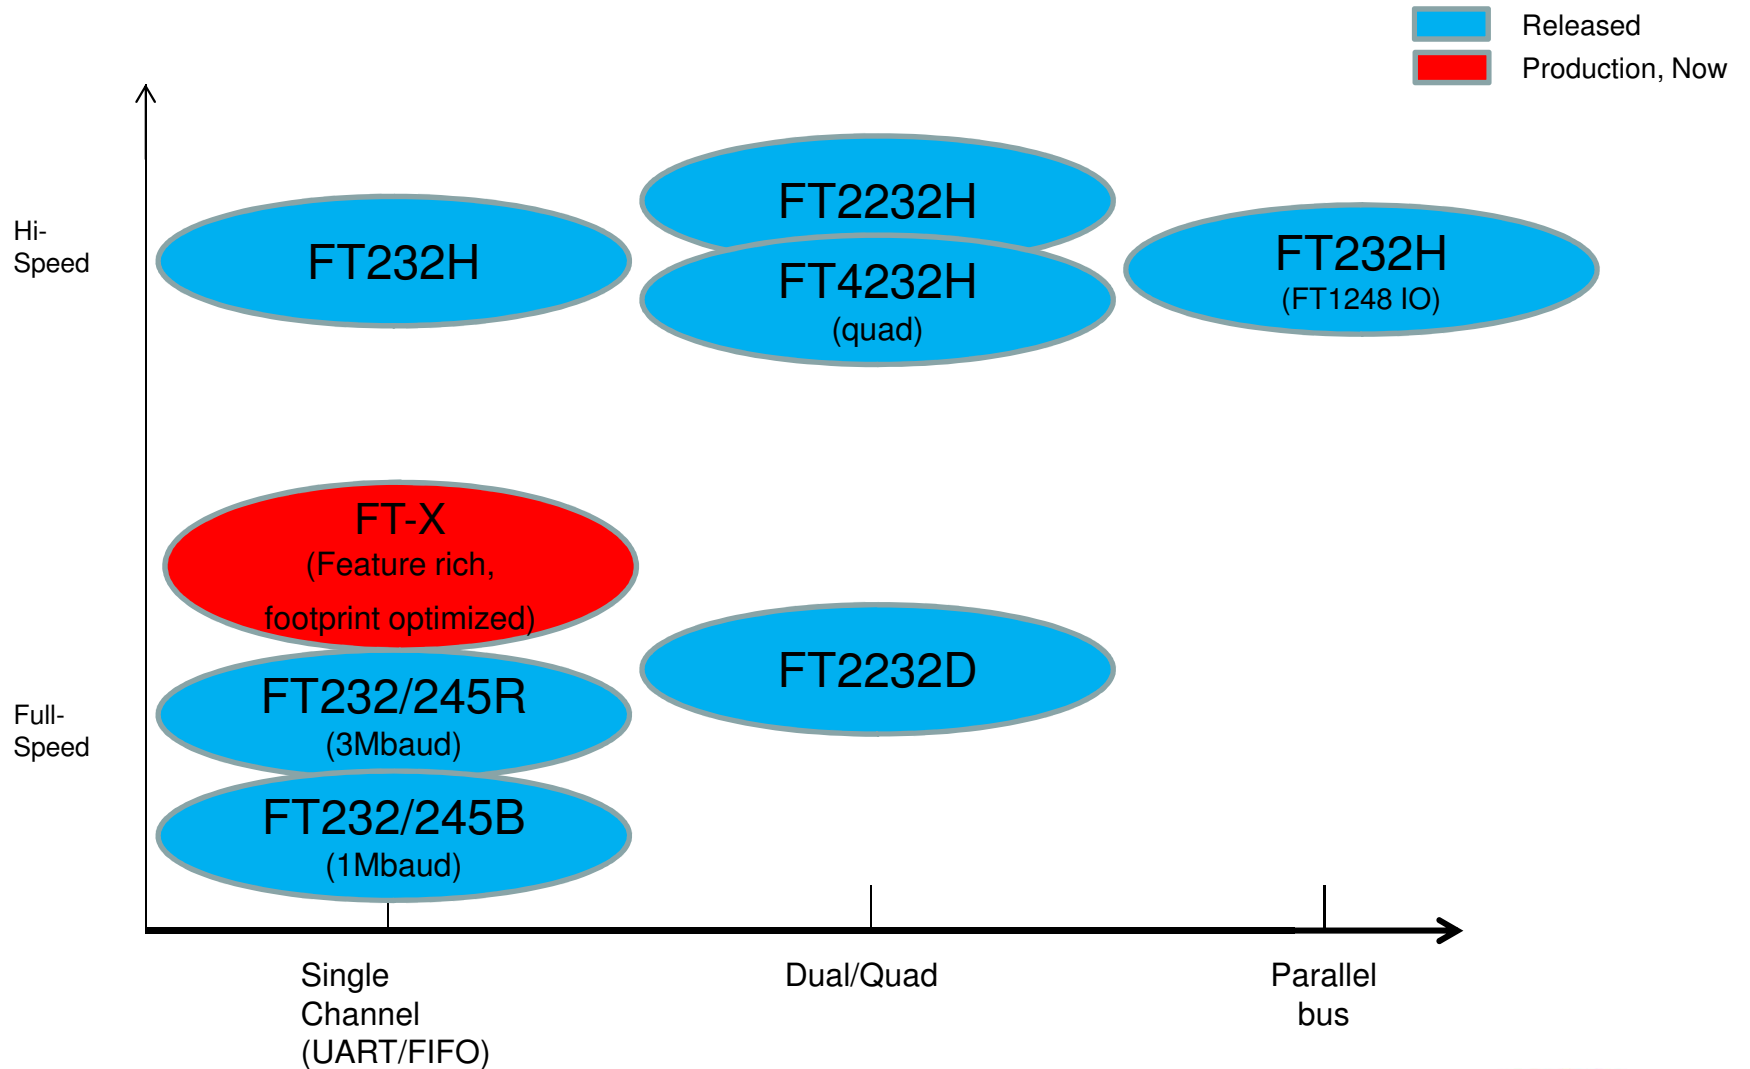 Released
Production, Now
Hi-
Speed
FT232H
FT2232H
FT4232H
(quad)
FT232H
(FT1248 IO)
FT-X
(Feature rich,
footprint optimized)
Full-
Speed
FT232/245R
(3Mbaud)
FT2232D
FT232/245B
(1Mbaud)
Single
Channel
(UART/FIFO)
Dual/Quad
Parallel
bus